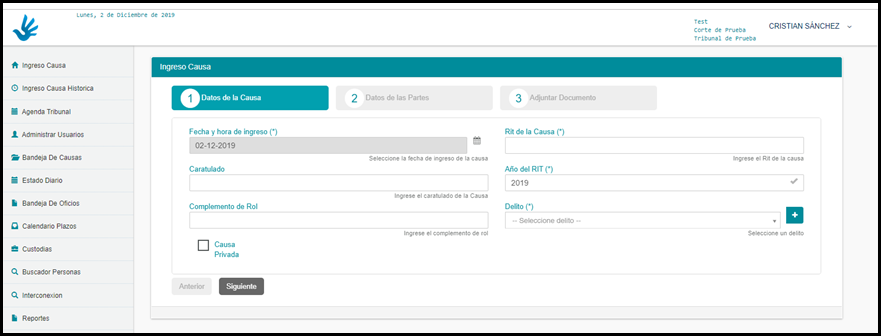 Lunes, 2 de Diciembre de 2019
Test
Corte de Prueba
Tribunal de Prueba
CRISTIAN SÁNCHEZ
Ingreso Causa
Ingreso Causa Historica
Agenda Tribunal
Administrar Usuarios
Bandeja De Causas
Estado Diario
Bandeja De Oficios
Calendario Plazos
Custodias
Buscador Personas
Interconexion
Reportes
Ingreso Causa
1 Datos de la Causa
2 Datos de las Partes
3 Adjuntar Documento
Fecha y hora de ingreso (*)
02-12-2019
Seleccione la fecha de ingreso de la causa
Rit de la Causa (*)
Ingrese el Rit de la causa
Caratulado
Ingrese el caratulado de la Causa
Año del RIT (*)
2019
Complemento de Rol
Ingrese el complemento de rol
Delito (*)
-- Seleccione delito --
Seleccione un delito
Causa
Privada
Anterior
Siguiente